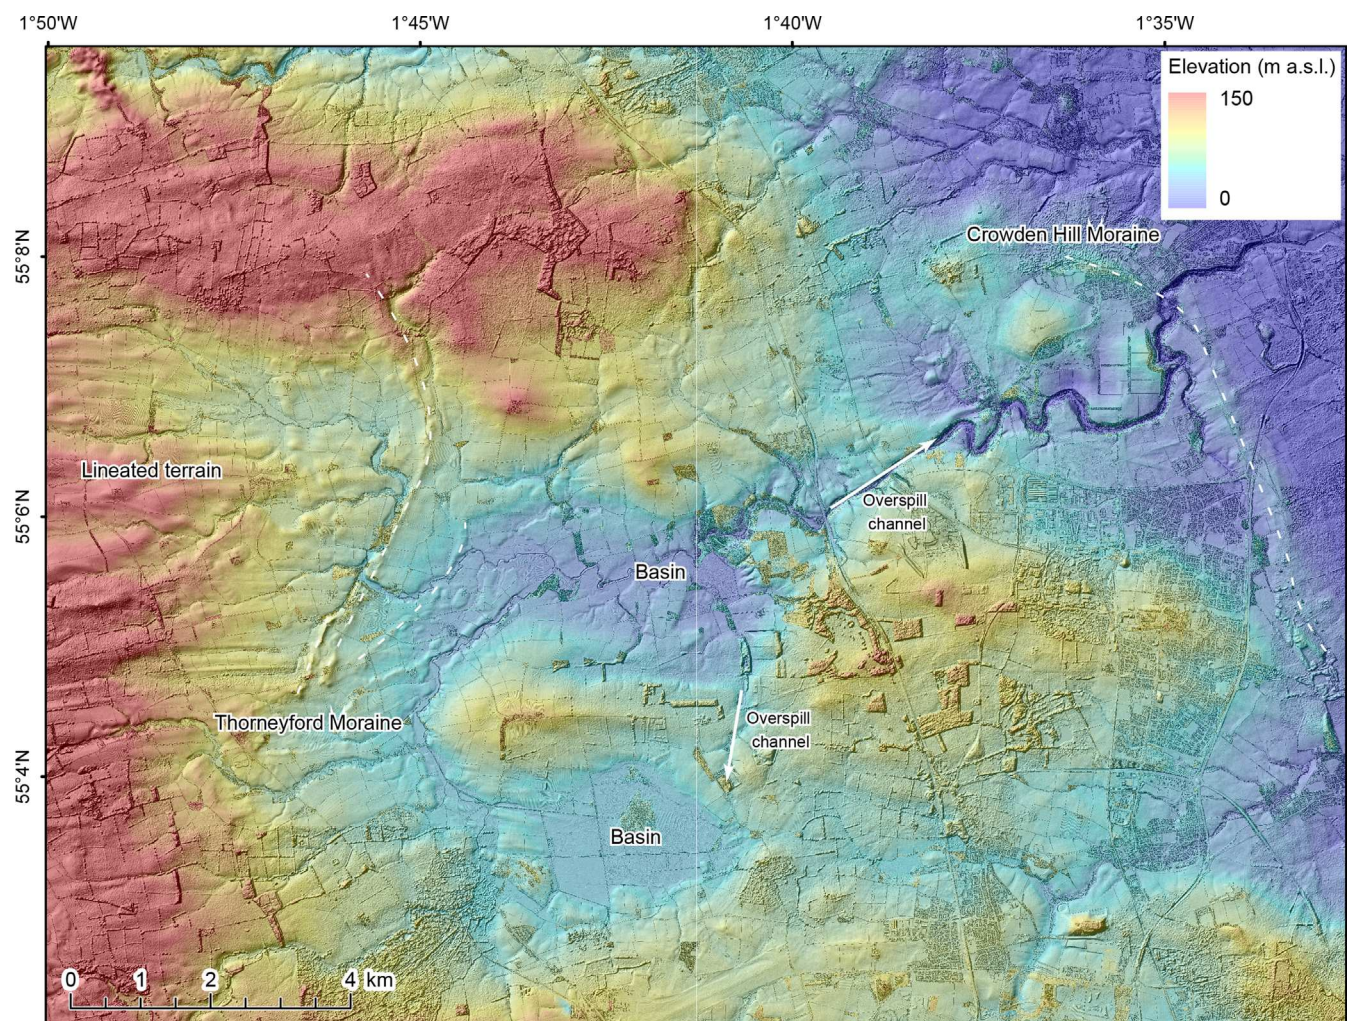 1°50'W 1°45'W 1°40'W 1°35'W
Elevation (m a.s.l.)
150
0
55°8'N
Crowden Hill Moraine
Lineated terrain
55°6'N
Overspill
channel
Basin
Thorneyford Moraine
Overspill
channel
55°4'N
Basin
0 1 2 4 km